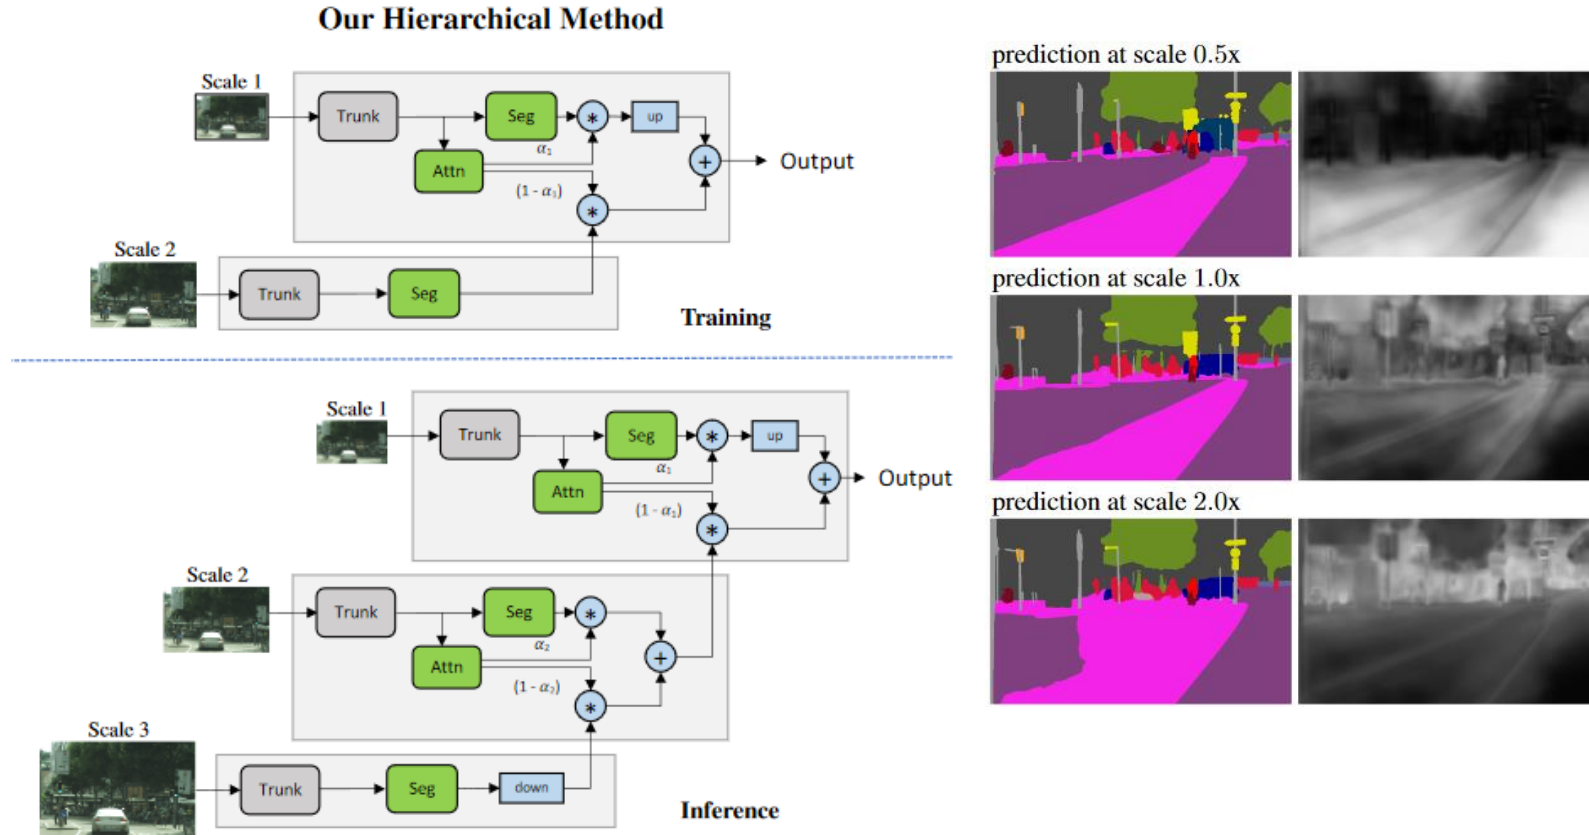 Our Hierarchical Method
Scale 1
Trunk
Seg
*
up
α₁
Attn
+
Output
(1 - α₁)
*
Scale 2
Trunk
Seg
Training
Scale 1
Trunk
Seg
*
up
α₁
Attn
+
Output
(1 - α₁)
*
Scale 2
Trunk
Seg
*
α₂
Attn
+
(1 - α₂)
*
Scale 3
Trunk
Seg
down
Inference
prediction at scale 0.5x
prediction at scale 1.0x
prediction at scale 2.0x